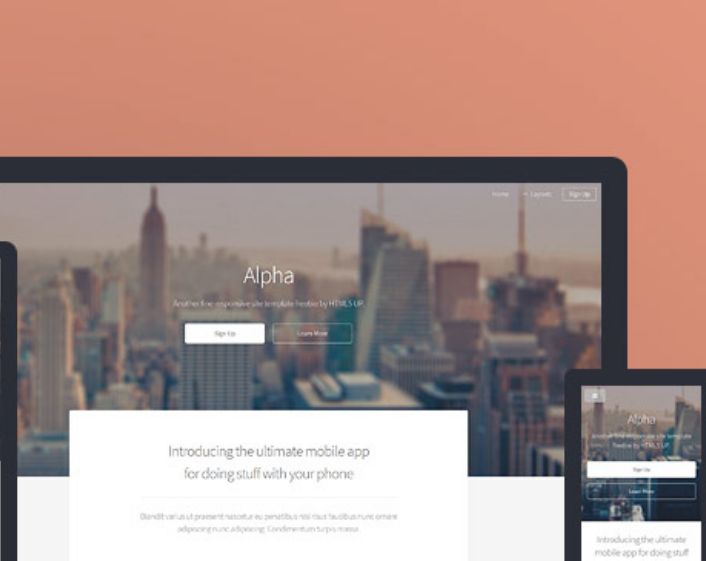 Home
Layouts
Sign Up
Alpha
Another fine responsive site template freebie by HTML5 UP.
Sign Up
Learn More
Introducing the ultimate mobile app
for doing stuff with your phone
Blandit varius ut praesent nascetur eu penatibus nisi risus faucibus nunc ornare
adipiscing nunc adipiscing. Condimentum turpis massa.
Alpha
Another fine responsive site template
freebie by HTML5 UP.
Sign Up
Learn More
Introducing the ultimate
mobile app for doing stuff